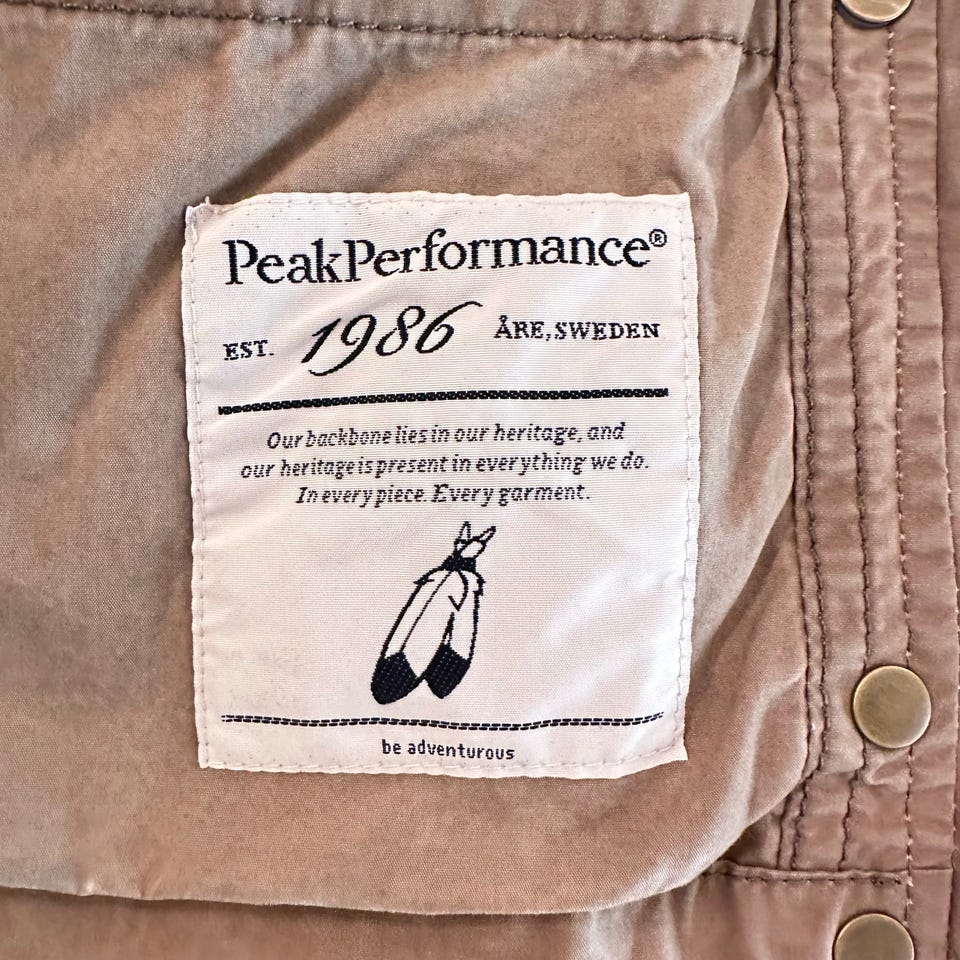 PeakPerformance®
EST. 1986 ÅRE, SWEDEN
Our backbone lies in our heritage, and
our heritage is present in everything we do.
In every piece. Every garment.
be adventurous